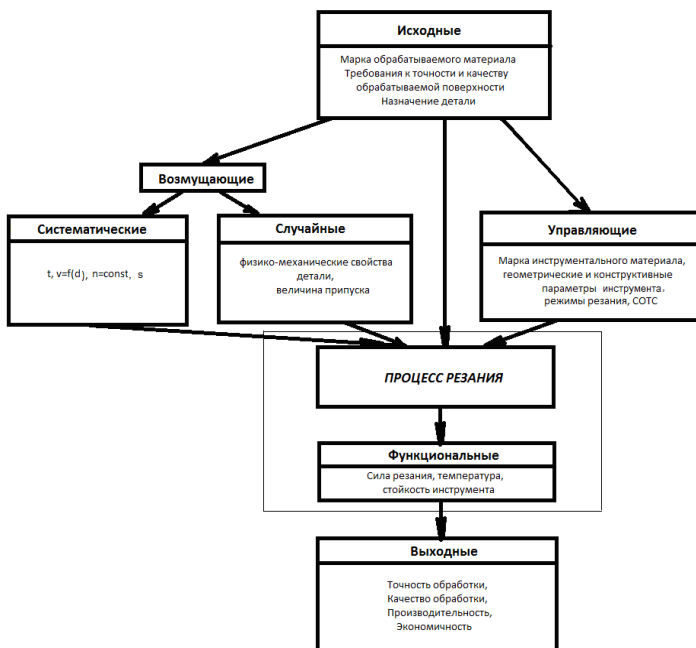 Исходные
Марка обрабатываемого материала
Требования к точности и качеству
обрабатываемой поверхности
Назначение детали
Возмущающие
Систематические
t, v=f(d), n=const, s
Случайные
физико-механические свойства
детали,
величина припуска
Управляющие
Марка инструментального материала,
геометрические и конструктивные
параметры инструмента,
режимы резания, СОТС
ПРОЦЕСС РЕЗАНИЯ
Функциональные
Сила резания, температура,
стойкость инструмента
Выходные
Точность обработки,
Качество обработки,
Производительность,
Экономичность